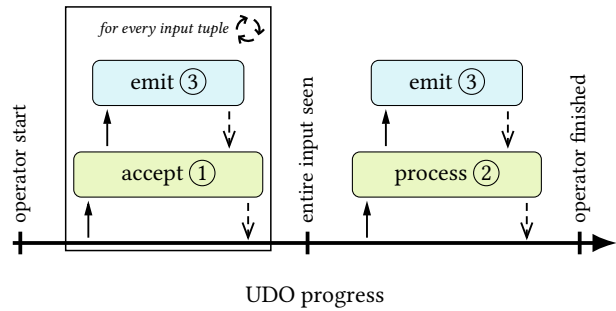 for every input tuple
emit ③
emit ③
accept ①
process ②
operator start
entire input seen
operator finished
UDO progress